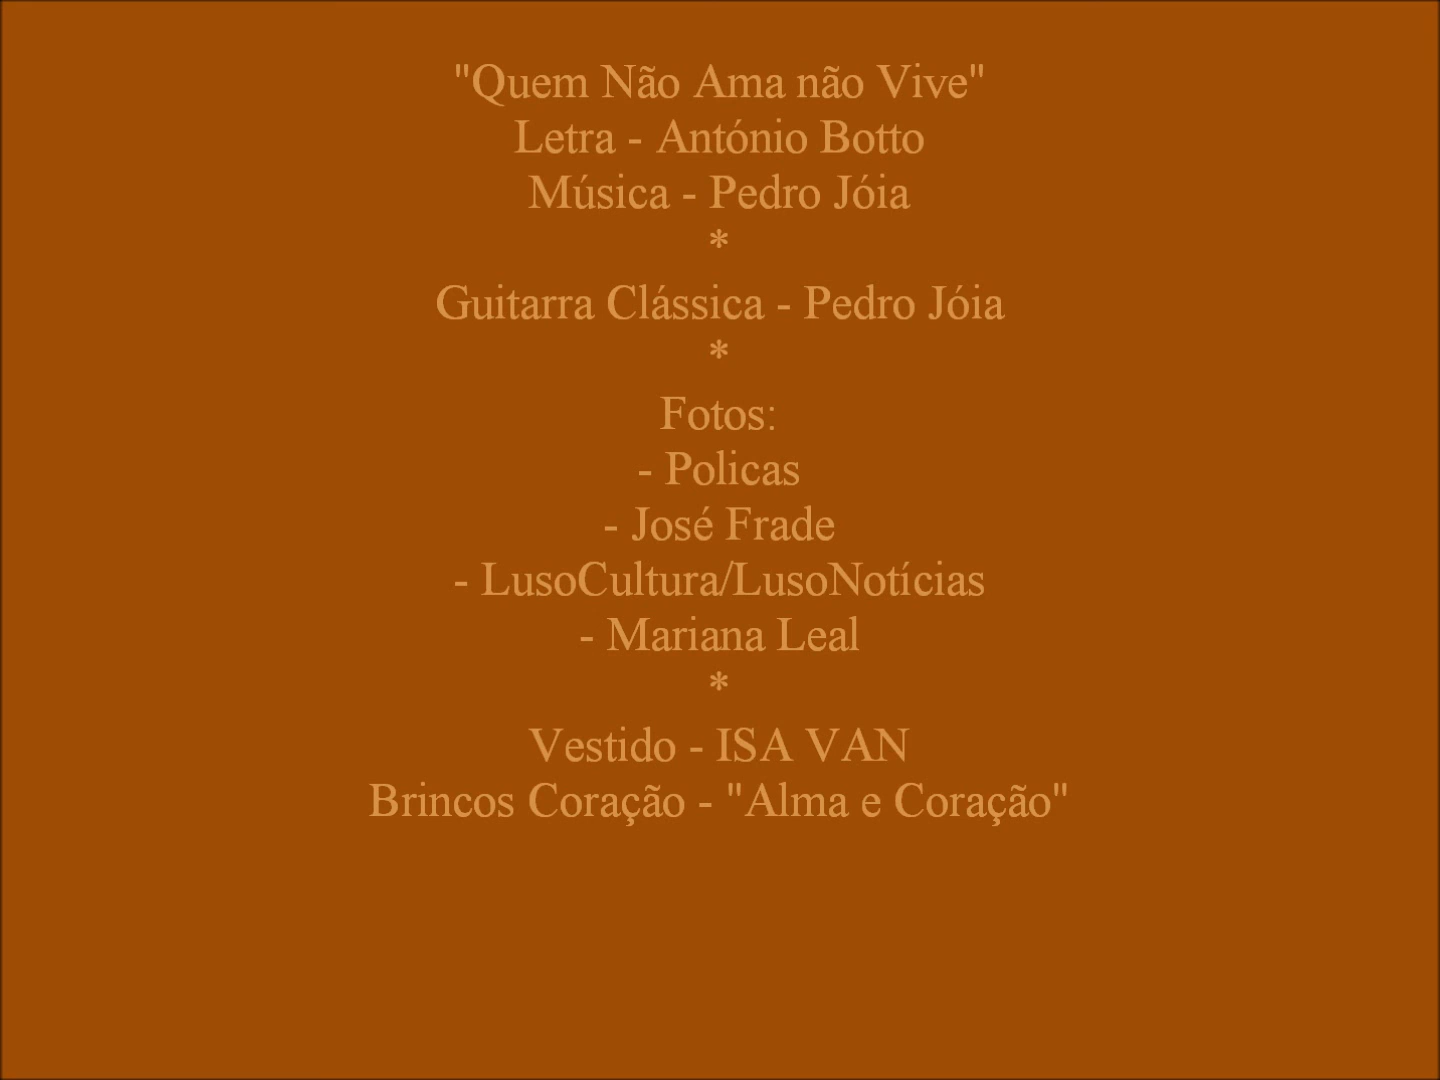 "Quem Não Ama não Vive"
Letra - António Botto
Música - Pedro Jóia
*
Guitarra Clássica - Pedro Jóia
*
Fotos:
- Policas
- José Frade
- LusoCultura/LusoNotícias
- Mariana Leal
*
Vestido - ISA VAN
Brincos Coração - "Alma e Coração"